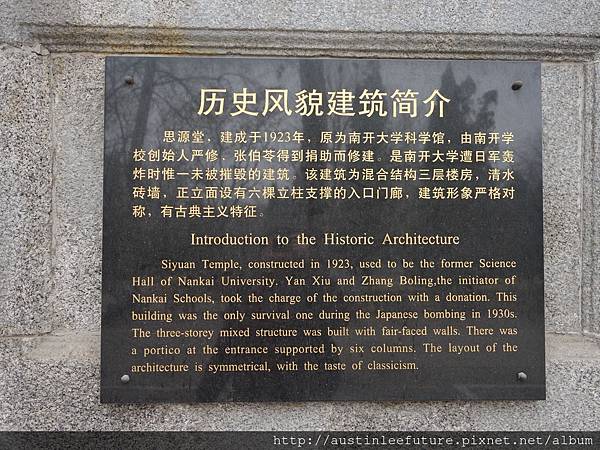 历史风貌建筑简介
思源堂，建成于1923年，原为南开大学科学馆，由南开学
校创始人严修、张伯苓得到捐助而修建。是南开大学遭日军轰
炸时惟一未被摧毁的建筑。该建筑为混合结构三层楼房，清水
砖墙，正立面设有六棵立柱支撑的入口门廊，建筑形象严格对
称，有古典主义特征。
Introduction to the Historic Architecture
Siyuan Temple, constructed in 1923, used to be the former Science
Hall of Nankai University. Yan Xiu and Zhang Boling,the initiator of
Nankai Schools, took the charge of the construction with a donation. This
building was the only survival one during the Japanese bombing in 1930s.
The three-storey mixed structure was built with fair-faced walls. There was
a portico at the entrance supported by six columns. The layout of the
architecture is symmetrical, with the taste of classicism.
http://austinleefuture.pixnet.net/album